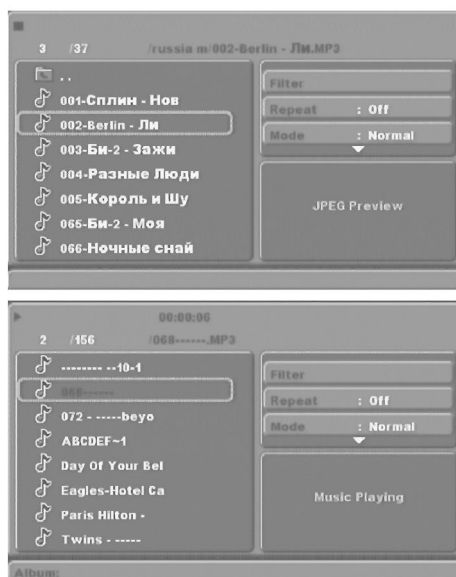 3 /37 /russia m/002-Berlin - Ли.MP3
. .
001-Сплин - Нов
002-Berlin - Ли
003-Би-2 - Зажи
004-Разные Люди
005-Король и Шу
065-Би-2 - Моя
066-Ночные снай
Filter
Repeat : Off
Mode : Normal
JPEG Preview
00:00:06
2 /156 /068------.MP3
-------- --10-1
068------
072 - -----beyo
ABCDEF~1
Day Of Your Bel
Eagles-Hotel Ca
Paris Hilton -
Twins - -----
Filter
Repeat : Off
Mode : Normal
Music Playing
Album: